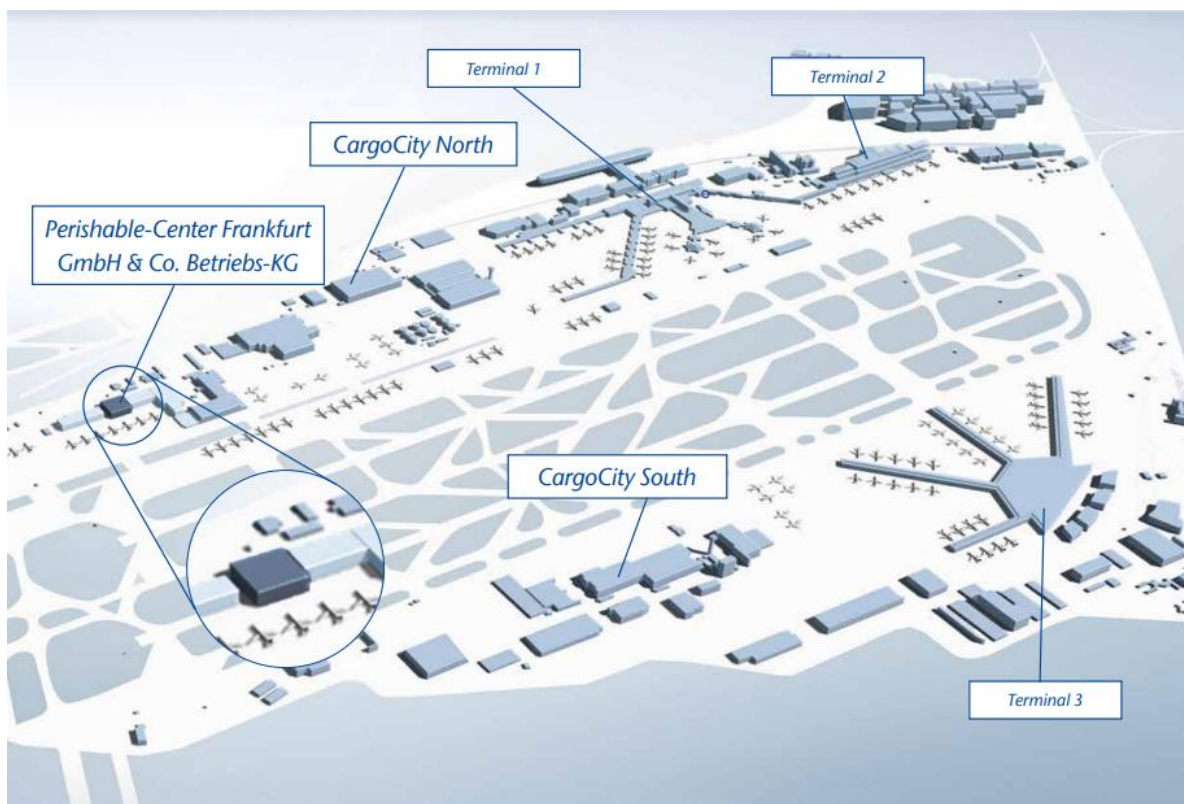 Terminal 1
Terminal 2
CargoCity North
Perishable-Center Frankfurt
GmbH & Co. Betriebs-KG
CargoCity South
Terminal 3